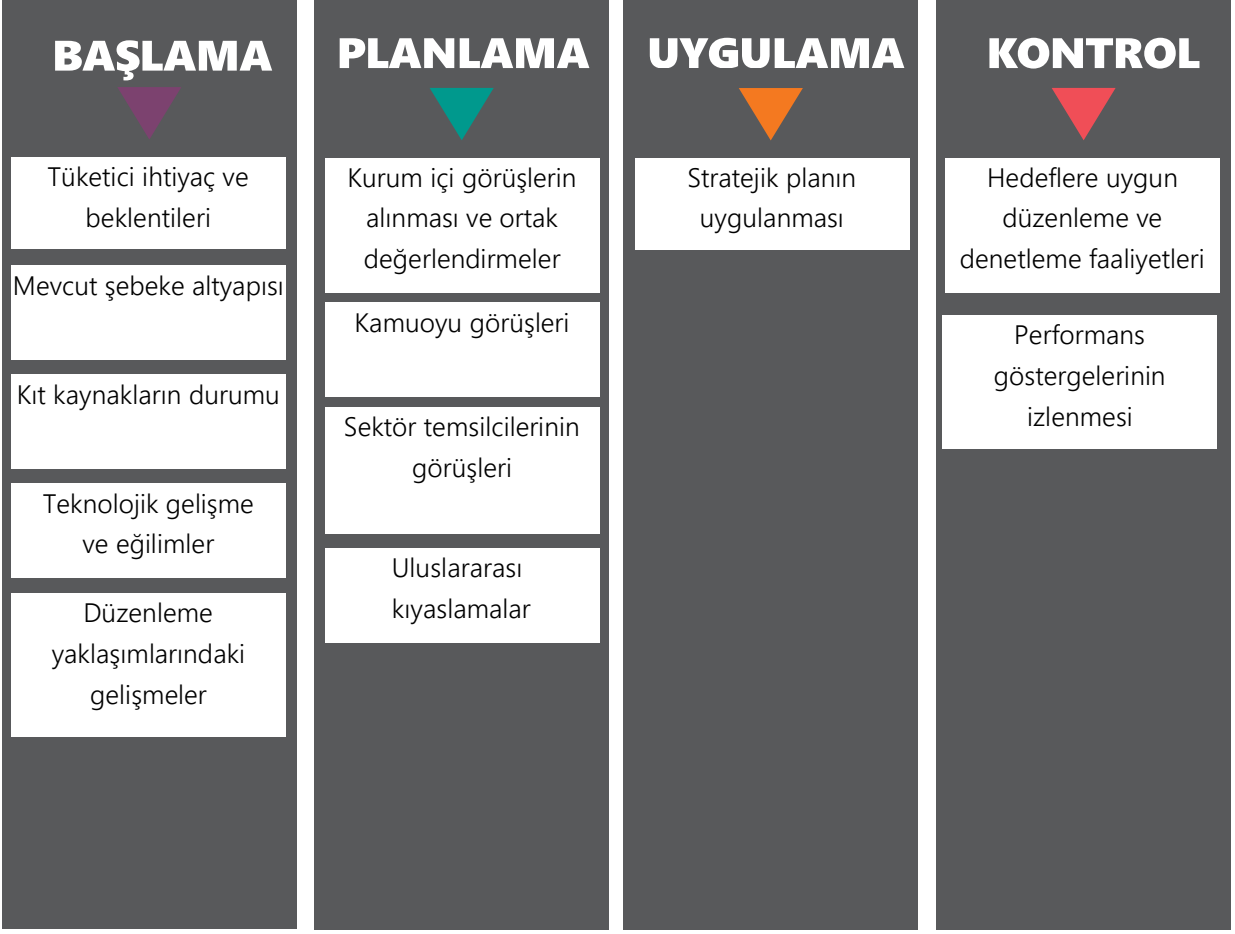 BAŞLAMA
Tüketici ihtiyaç ve
beklentileri
Mevcut şebeke altyapısı
Kıt kaynakların durumu
Teknolojik gelişme
ve eğilimler
Düzenleme
yaklaşımlarındaki
gelişmeler
PLANLAMA
Kurum içi görüşlerin
alınması ve ortak
değerlendirmeler
Kamuoyu görüşleri
Sektör temsilcilerinin
görüşleri
Uluslararası
kıyaslamalar
UYGULAMA
Stratejik planın
uygulanması
KONTROL
Hedeflere uygun
düzenleme ve
denetleme faaliyetleri
Performans
göstergelerinin
izlenmesi